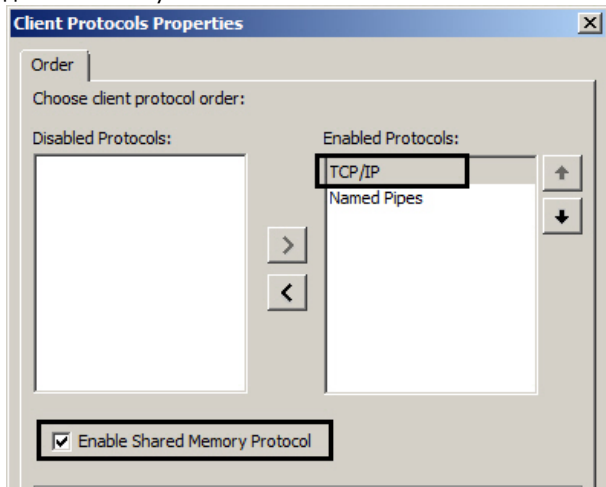 Client Protocols Properties
Order
Choose client protocol order:
Disabled Protocols:
Enabled Protocols:
TCP/IP
Named Pipes
Enable Shared Memory Protocol